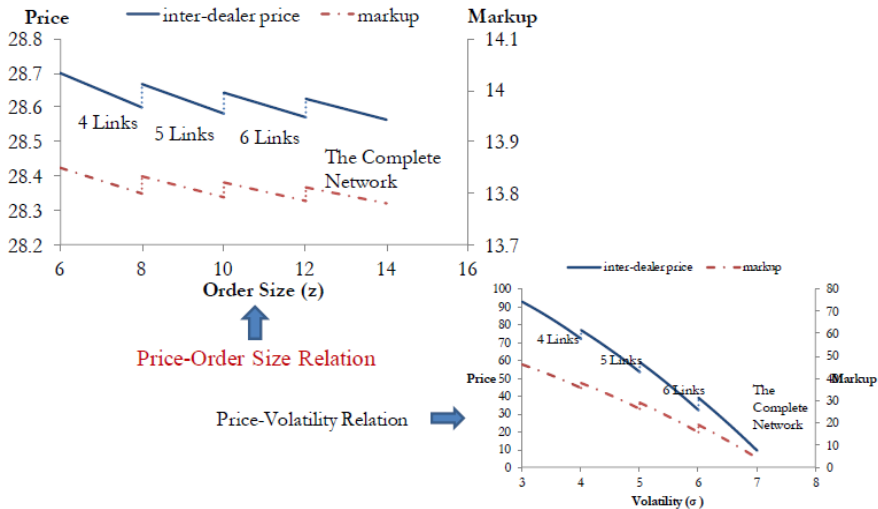 Price
inter-dealer price
markup
Markup
28.8
28.7
28.6
28.5
28.4
28.3
28.2
14.1
14
13.9
13.8
13.7
4 Links
5 Links
6 Links
The Complete
Network
6 8 10 12 14 16
Order Size (z)
Price-Order Size Relation
Price-Volatility Relation
inter-dealer price
markup
100
90
80
70
60
50
40
30
20
10
0
Price
80
70
60
50
40
30
20
10
0
Markup
4 Links
5 Links
6 Links
The
Complete
Network
3 4 5 6 7 8
Volatility (σ )